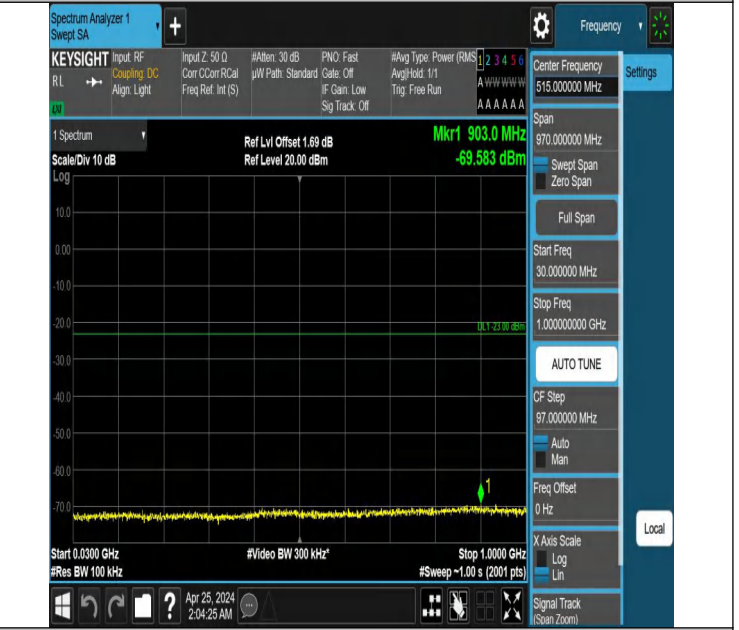 Spectrum Analyzer 1
Swept SA
Frequency
KEYSIGHT
RL
Input: RF
Coupling: DC
Align: Light
Input Z: 50 Ω
Corr CCorr RCal
Freq Ref: Int (S)
#Atten: 30 dB
µW Path: Standard
PNO: Fast
Gate: Off
IF Gain: Low
Sig Track: Off
#Avg Type: Power (RMS
Avg|Hold: 1/1
Trig: Free Run
1 2 3 4 5 6
A W W W W W
A A A A A A
1 Spectrum
Scale/Div 10 dB
Log
Ref Lvl Offset 1.69 dB
Ref Level 20.00 dBm
Mkr1 903.0 MHz
-69.583 dBm
10.0
0.00
-10.0
-20.0
-30.0
-40.0
-50.0
-60.0
-70.0
DL1 -23.00 dBm
1
Start 0.0300 GHz
#Res BW 100 kHz
#Video BW 300 kHz*
Stop 1.0000 GHz
#Sweep ~1.00 s (2001 pts)
Center Frequency
515.000000 MHz
Settings
Span
970.000000 MHz
Swept Span
Zero Span
Full Span
Start Freq
30.000000 MHz
Stop Freq
1.000000000 GHz
AUTO TUNE
CF Step
97.000000 MHz
Auto
Man
Freq Offset
0 Hz
X Axis Scale
Log
Lin
Signal Track
(Span Zoom)
Local
?
Apr 25, 2024
2:04:25 AM